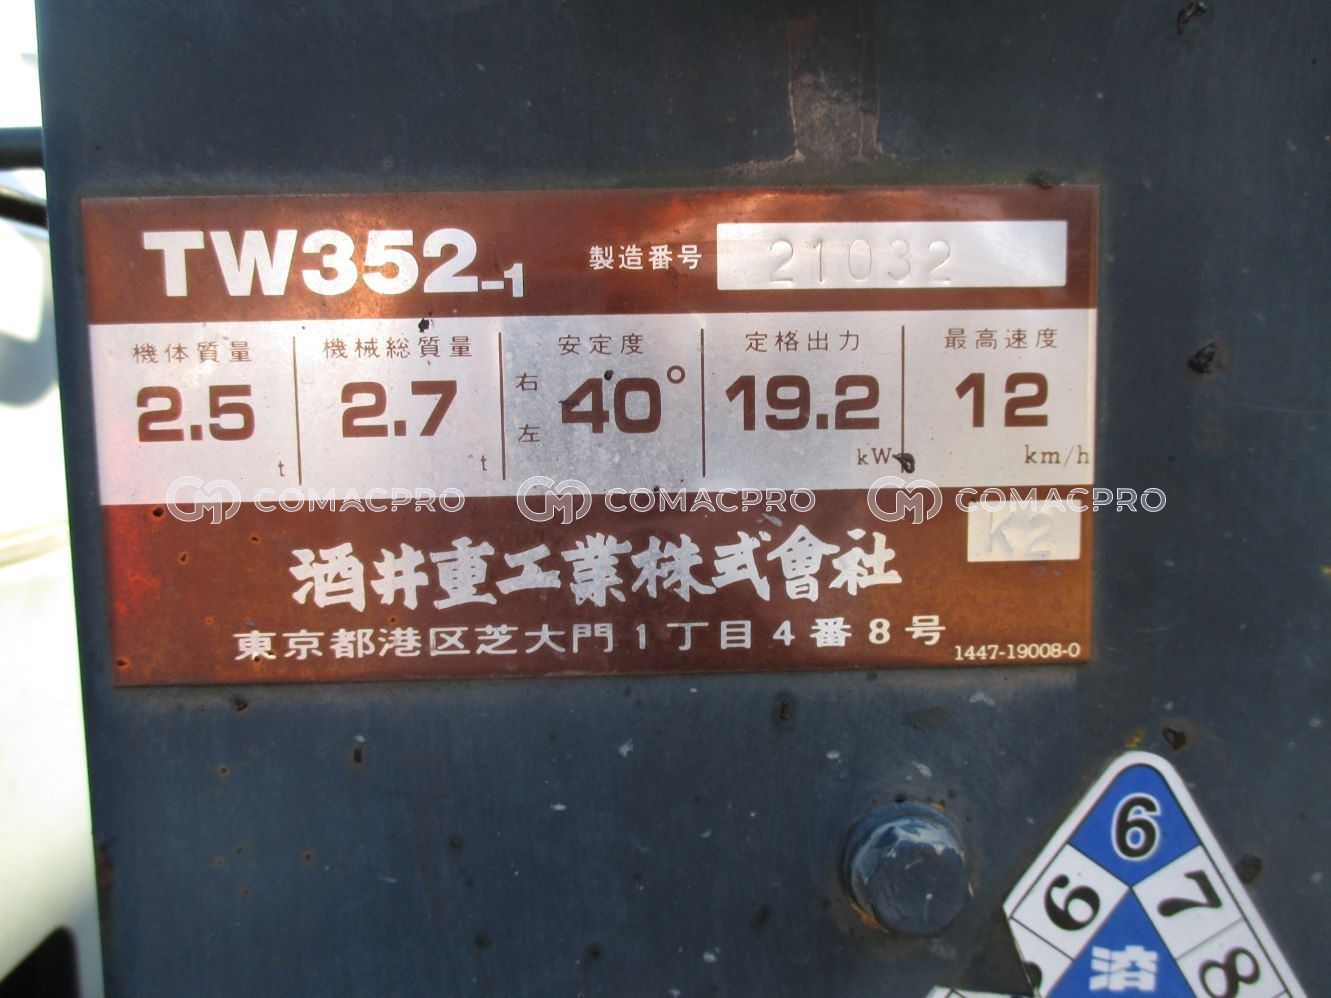 TW352-1 製造番号 21032
機体質量 機械総質量 安定度 定格出力 最高速度
2.5 t 2.7 t 右 左 40° 19.2 kW 12 km/h
COMACPRO COMACPRO COMACPRO
K2
酒井重工業株式會社
東京都港区芝大門1丁目4番8号
1447-19008-0
6
6 7
済 8